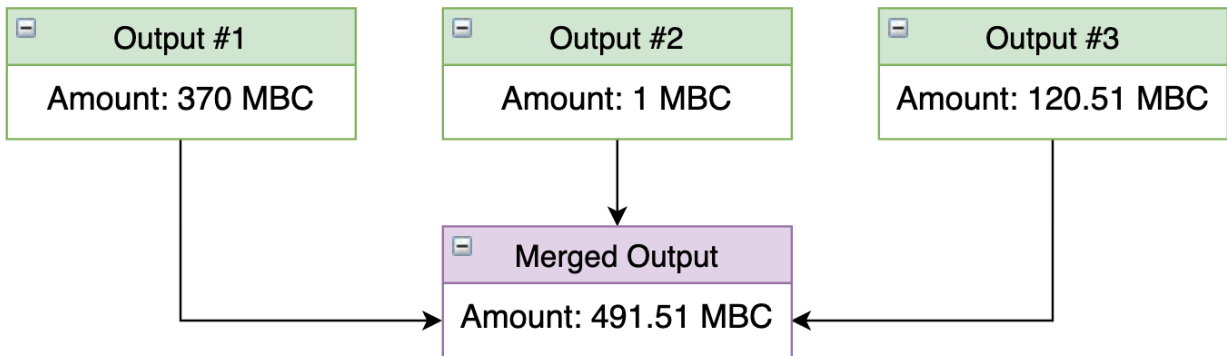 Output #1
Amount: 370 MBC
Output #2
Amount: 1 MBC
Output #3
Amount: 120.51 MBC
Merged Output
Amount: 491.51 MBC